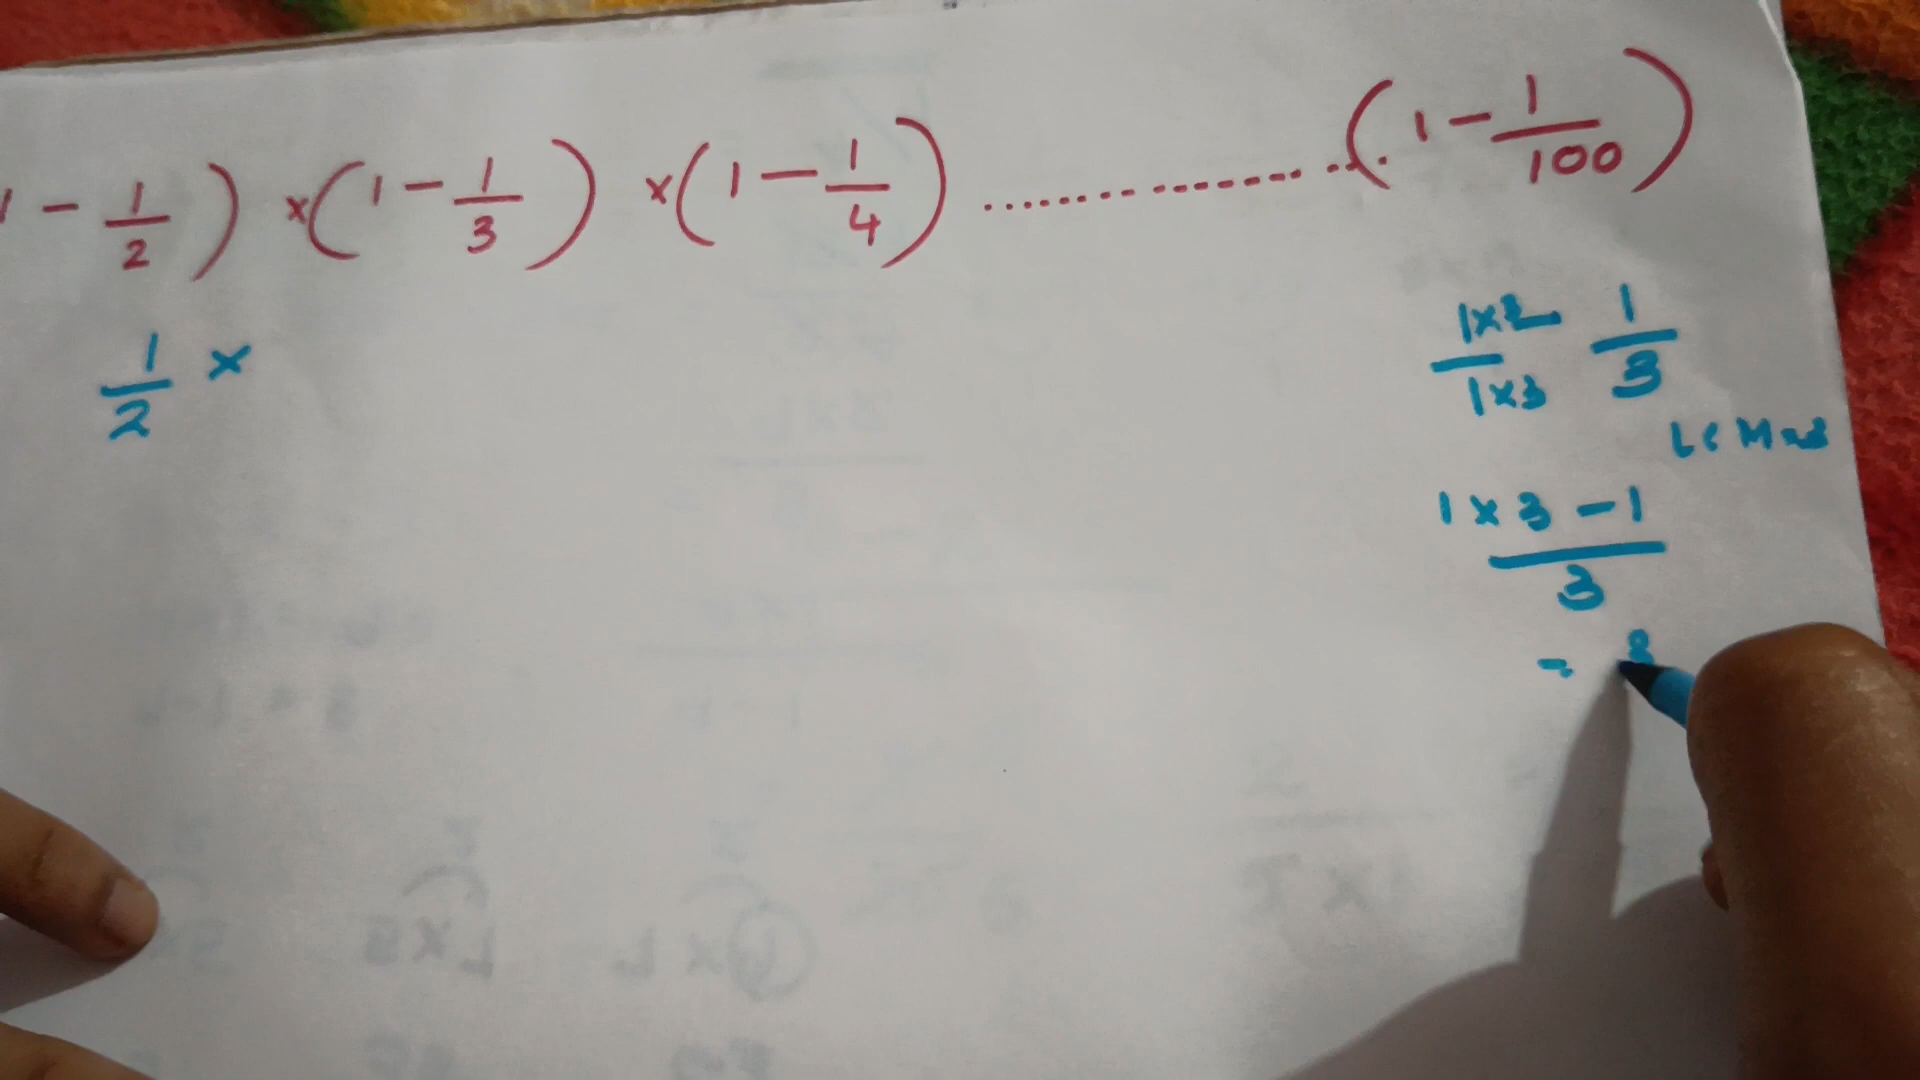 1 - 1/2) ×(1 - 1/3) ×(1 - 1/4) ....................(1 - 1/100)
1/2 ×
1×3/1×3 1/3
LCM=3
1×3-1/3
=